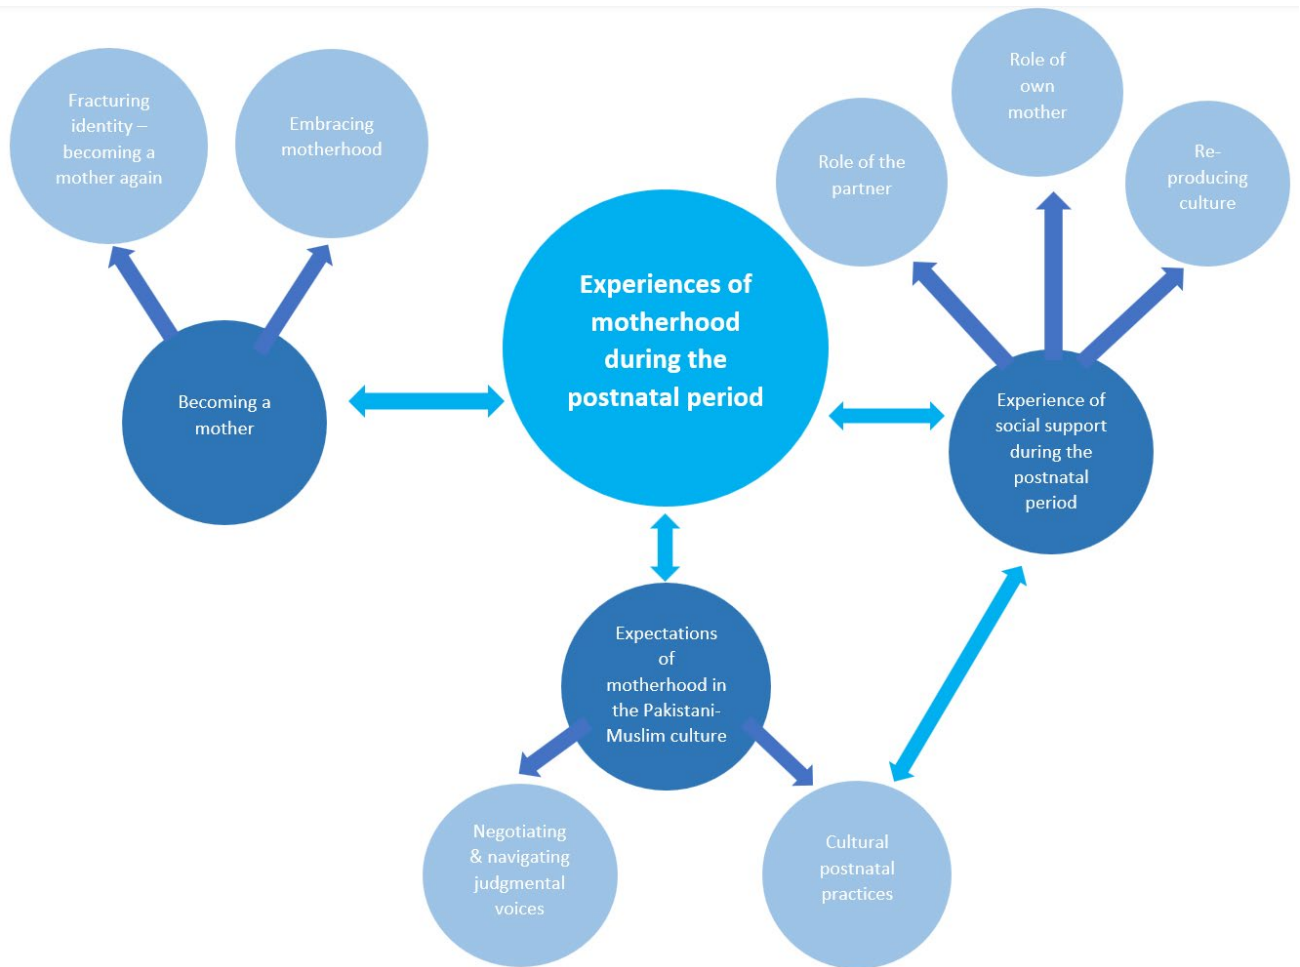 Fracturing
identity –
becoming a
mother again
Embracing
motherhood
Role of the
partner
Role of
own
mother
Re-
producing
culture
Experiences of
motherhood
during the
postnatal period
Becoming a
mother
Experience of
social support
during the
postnatal
period
Expectations
of
motherhood in
the Pakistani-
Muslim culture
Negotiating
& navigating
judgmental
voices
Cultural
postnatal
practices